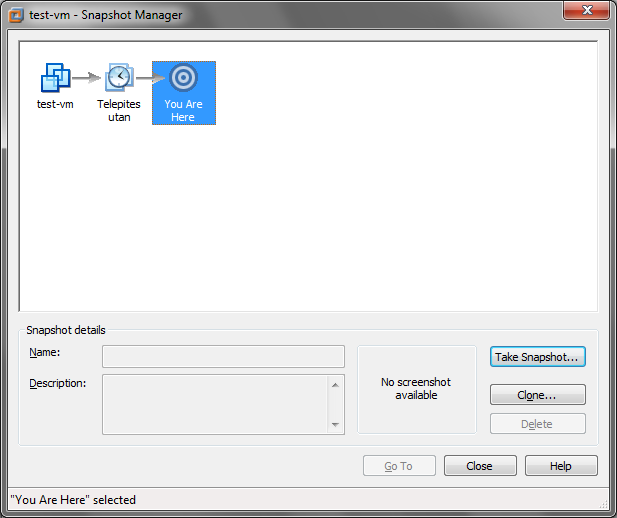 test-vm - Snapshot Manager
test-vm
Telepites
utan
You Are
Here
Snapshot details
Name:
Description:
No screenshot
available
Take Snapshot...
Clone...
Delete
Go To
Close
Help
"You Are Here" selected